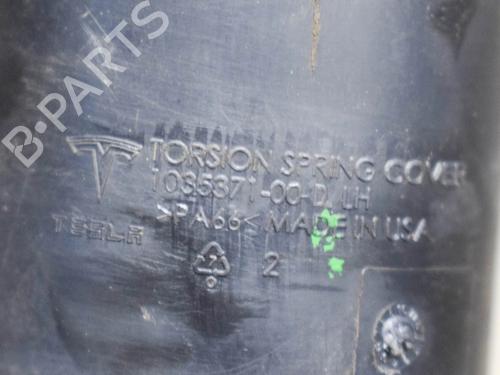 B-PARTS
TORSION SPRING COVER
1035371-00-D, LH
>PA66< MADE IN USA
TESLA
2